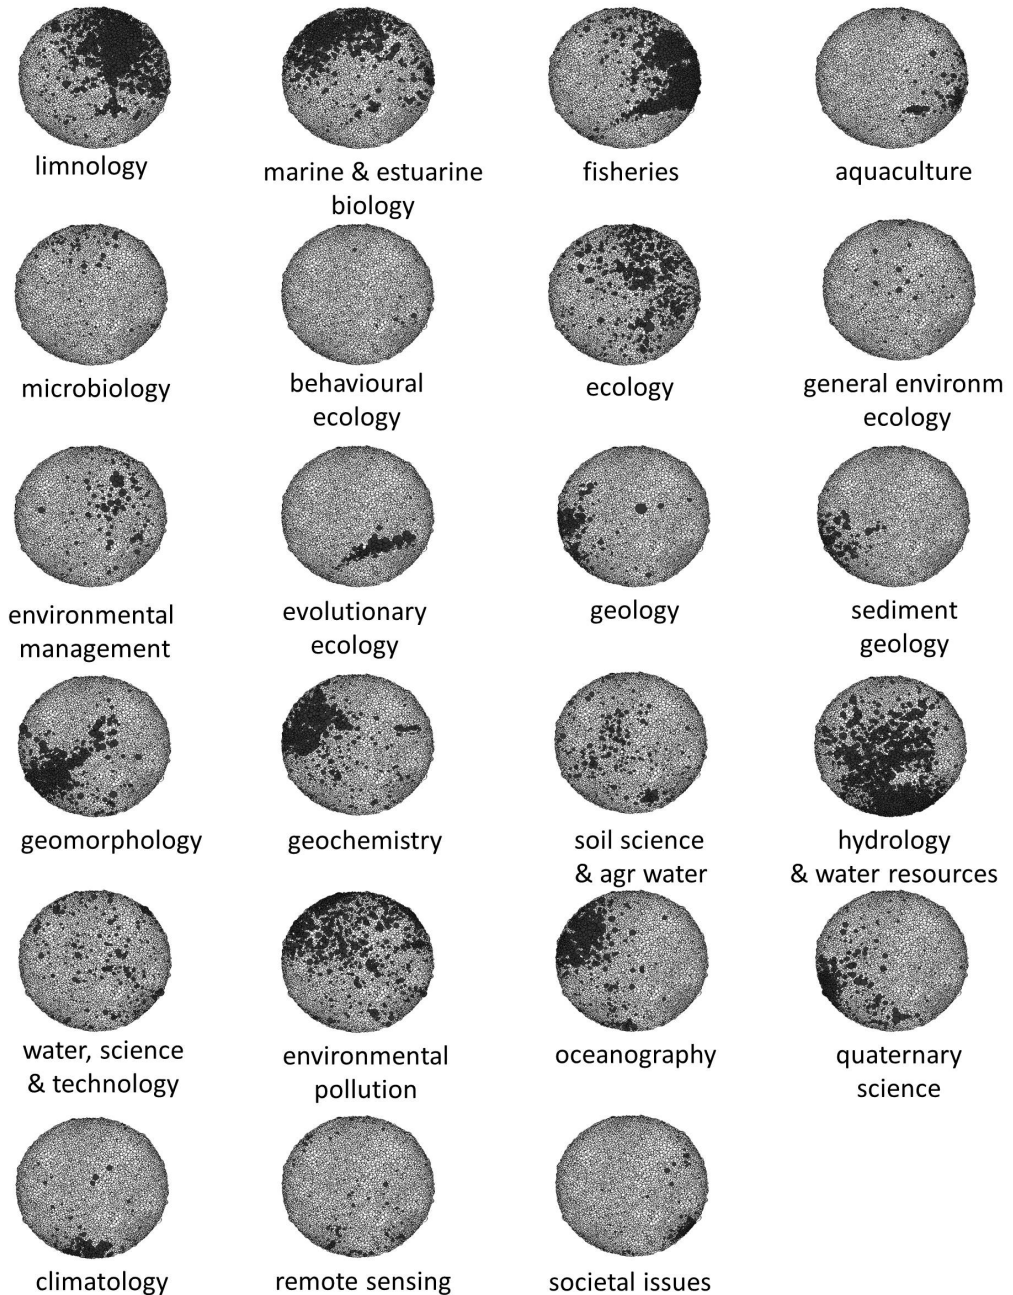 limnology
marine & estuarine
biology
fisheries
aquaculture
microbiology
behavioural
ecology
ecology
general environm
ecology
environmental
management
evolutionary
ecology
geology
sediment
geology
geomorphology
geochemistry
soil science
& agr water
hydrology
& water resources
water, science
& technology
environmental
pollution
oceanography
quaternary
science
climatology
remote sensing
societal issues